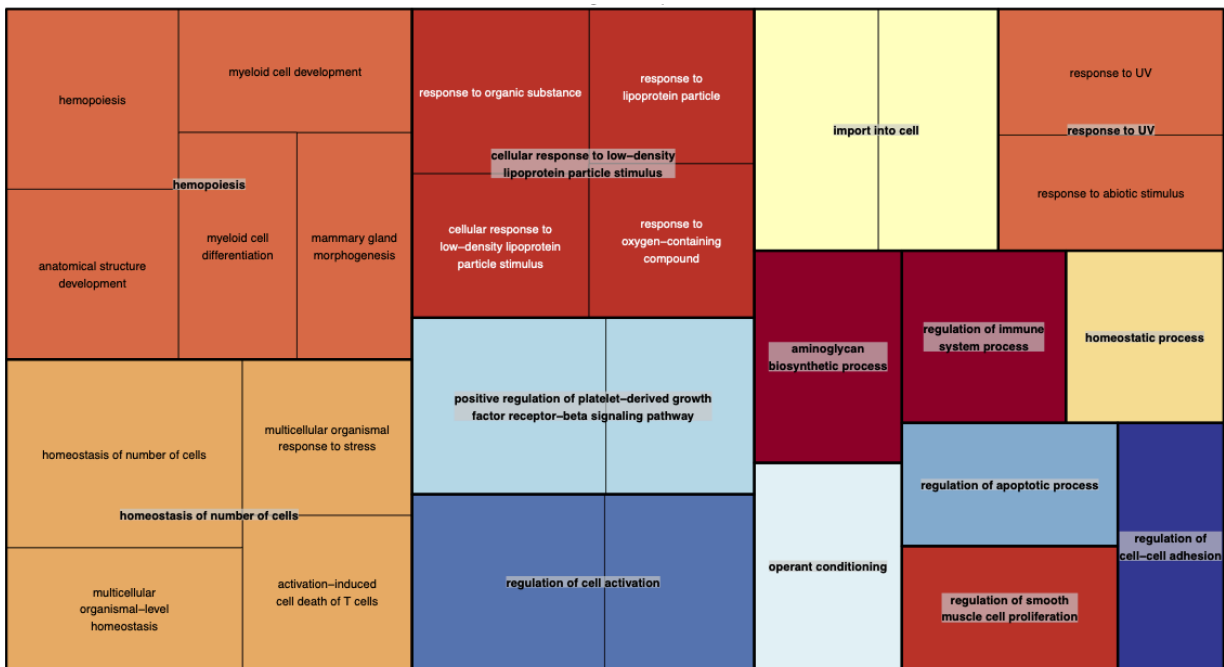 hemopoiesis
myeloid cell development
hemopoiesis
anatomical structure
development
myeloid cell
differentiation
mammary gland
morphogenesis
homeostasis of number of cells
multicellular organismal
response to stress
homeostasis of number of cells
multicellular
organismal–level
homeostasis
activation–induced
cell death of T cells
response to organic substance
response to
lipoprotein particle
cellular response to low–density
lipoprotein particle stimulus
cellular response to
low–density lipoprotein
particle stimulus
response to
oxygen–containing
compound
positive regulation of platelet–derived growth
factor receptor–beta signaling pathway
regulation of cell activation
import into cell
response to UV
response to UV
response to abiotic stimulus
aminoglycan
biosynthetic process
regulation of immune
system process
homeostatic process
operant conditioning
regulation of apoptotic process
regulation of
cell–cell adhesion
regulation of smooth
muscle cell proliferation